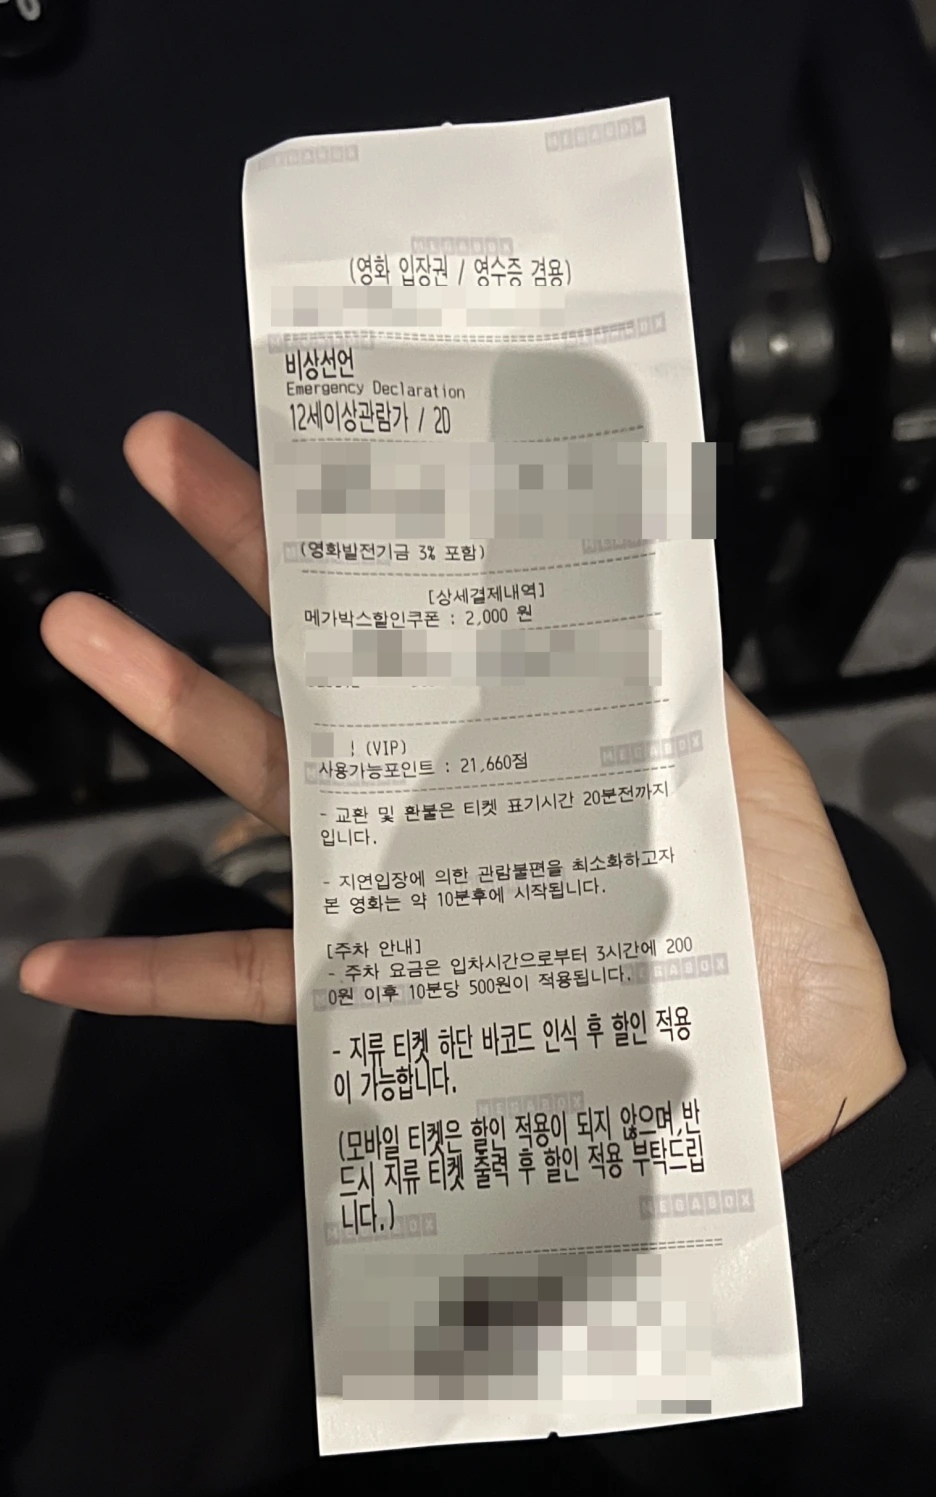 MEGABOX
MEGABOX
MEGABOX
(영화 입장권 / 영수증 겸용)
비상선언
Emergency Declaration
12세이상관람가 / 2D
(영화발전기금 3% 포함)
[상세결제내역]
메가박스할인쿠폰 : 2,000 원
(VIP)
MEGABOX
사용가능포인트 : 21,660점
- 교환 및 환불은 티켓 표기시간 20분전까지
입니다.
- 지연입장에 의한 관람불편을 최소화하고자
본 영화는 약 10분후에 시작됩니다.
[주차 안내]
- 주차 요금은 입차시간으로부터 3시간에 200
0원 이후 10분당 500원이 적용됩니다.
MEGABOX
- 지류 티켓 하단 바코드 인식 후 할인 적용
이 가능합니다.
MEGABOX
(모바일 티켓은 할인 적용이 되지 않으며,반
드시 지류 티켓 출력 후 할인 적용 부탁드립
니다.)
MEGABOX
MEGABOX